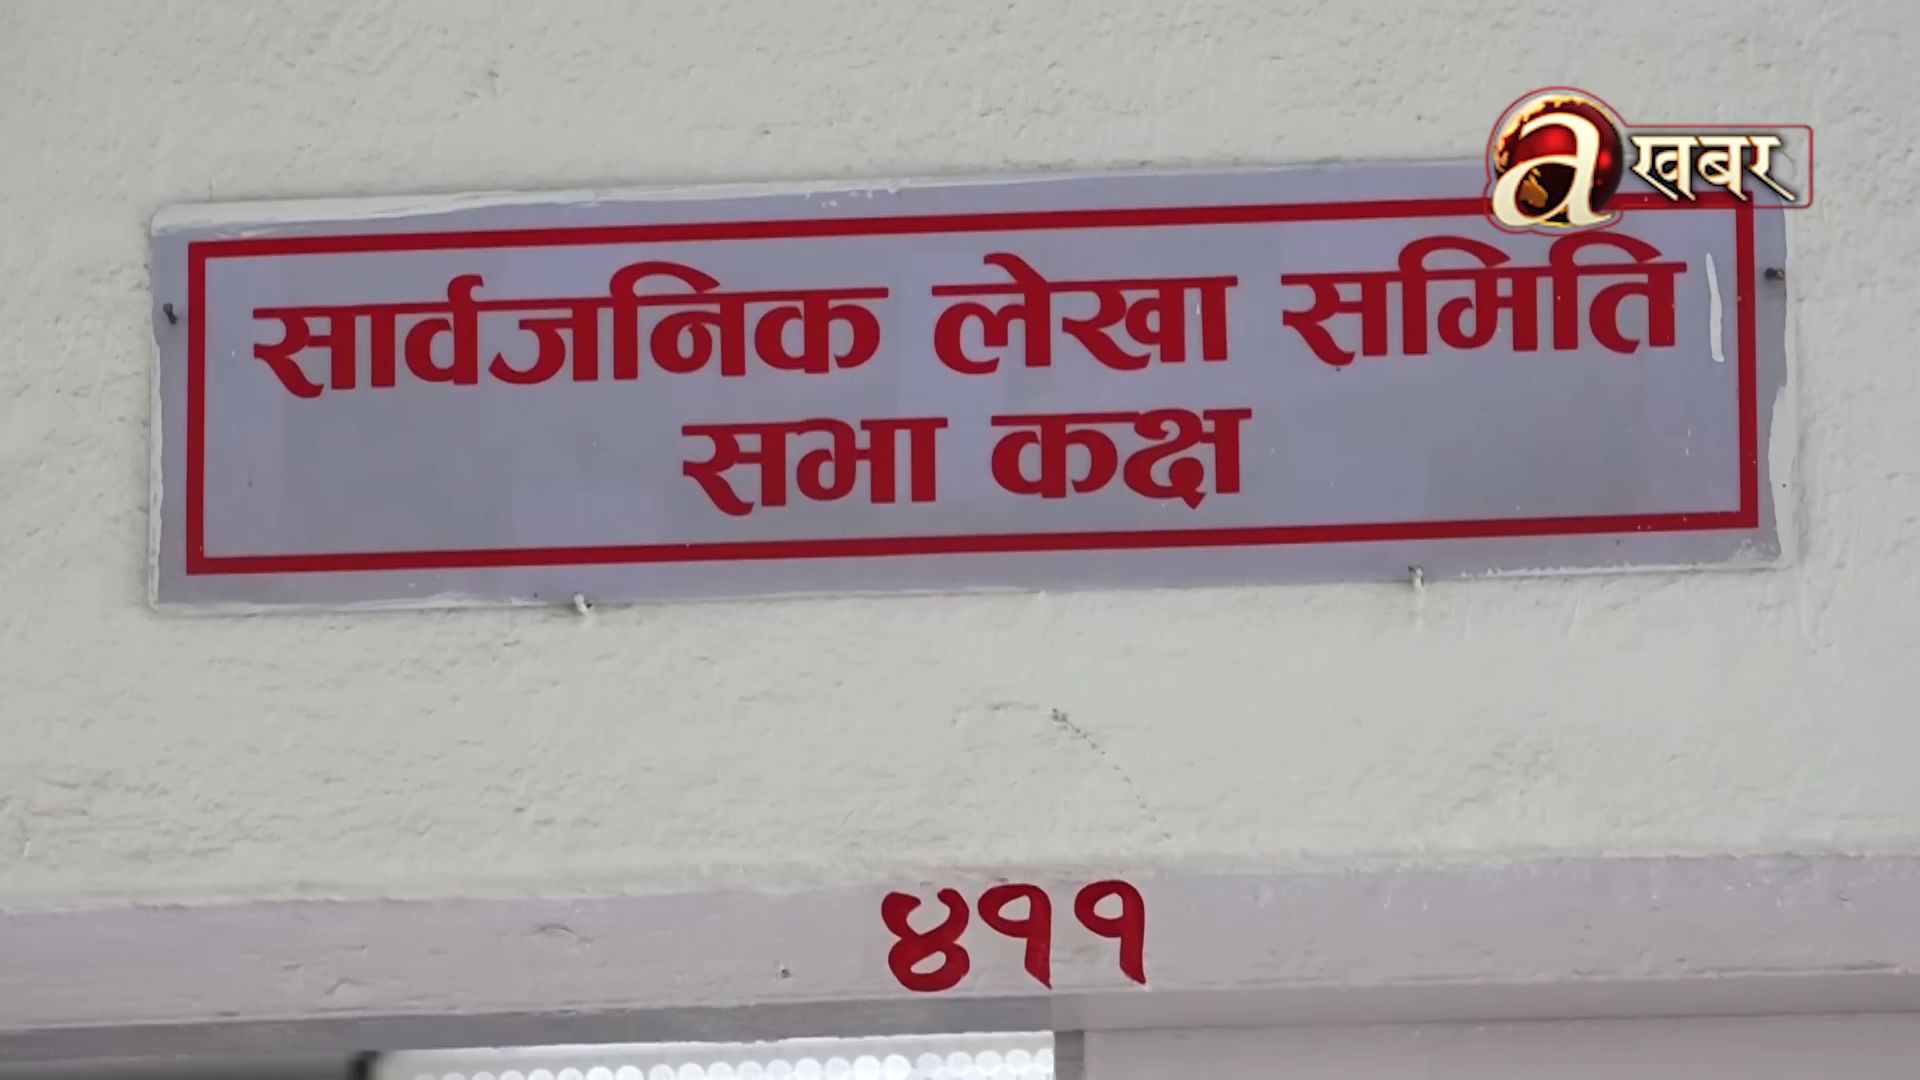 a खबर
सार्वजनिक लेखा समिति
सभा कक्ष
४११